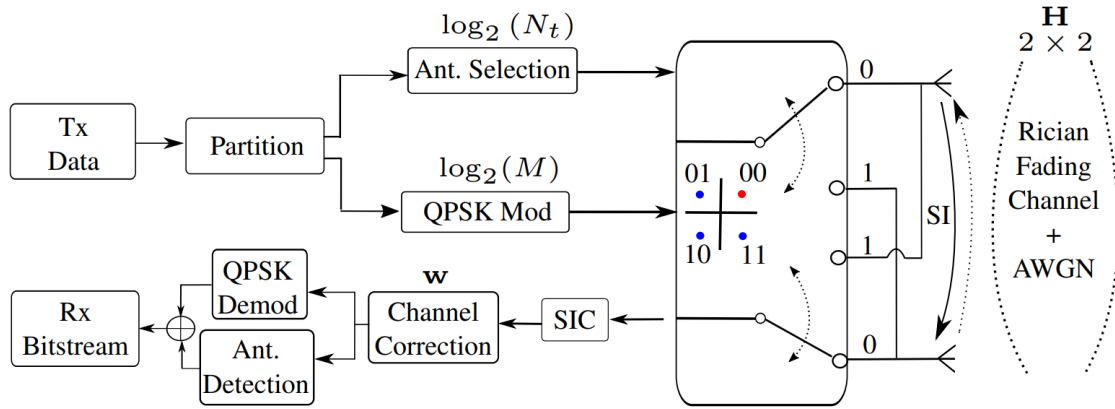 log₂ (Nₜ)
Ant. Selection
Tx
Data
Partition
log₂(M)
QPSK Mod
01 00
10 11
0
1
1
0
SI
H
2 × 2
Rician
Fading
Channel
+
AWGN
Rx
Bitstream
QPSK
Demod
Ant.
Detection
w
Channel
Correction
SIC